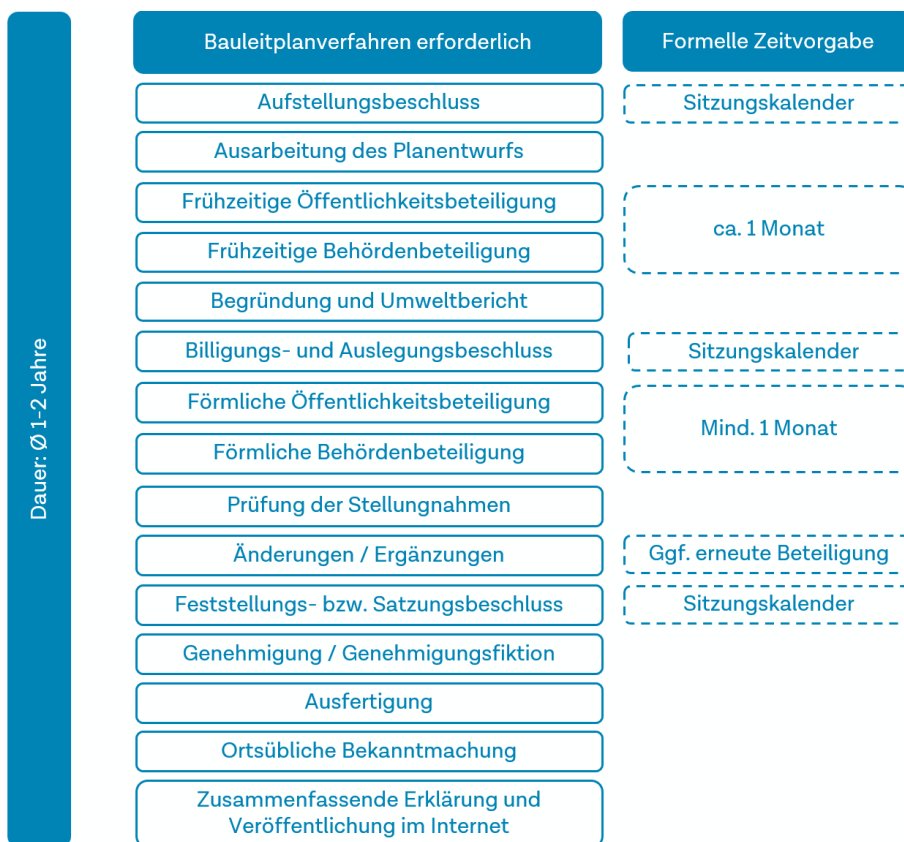 Bauleitplanverfahren erforderlich
Formelle Zeitvorgabe
Aufstellungsbeschluss
Sitzungskalender
Ausarbeitung des Planentwurfs
Frühzeitige Öffentlichkeitsbeteiligung
ca. 1 Monat
Frühzeitige Behördenbeteiligung
Begründung und Umweltbericht
Billigungs- und Auslegungsbeschluss
Sitzungskalender
Förmliche Öffentlichkeitsbeteiligung
Mind. 1 Monat
Förmliche Behördenbeteiligung
Prüfung der Stellungnahmen
Änderungen / Ergänzungen
Ggf. erneute Beteiligung
Feststellungs- bzw. Satzungsbeschluss
Sitzungskalender
Genehmigung / Genehmigungsfiktion
Ausfertigung
Ortsübliche Bekanntmachung
Zusammenfassende Erklärung und
Veröffentlichung im Internet
Dauer: Ø 1-2 Jahre